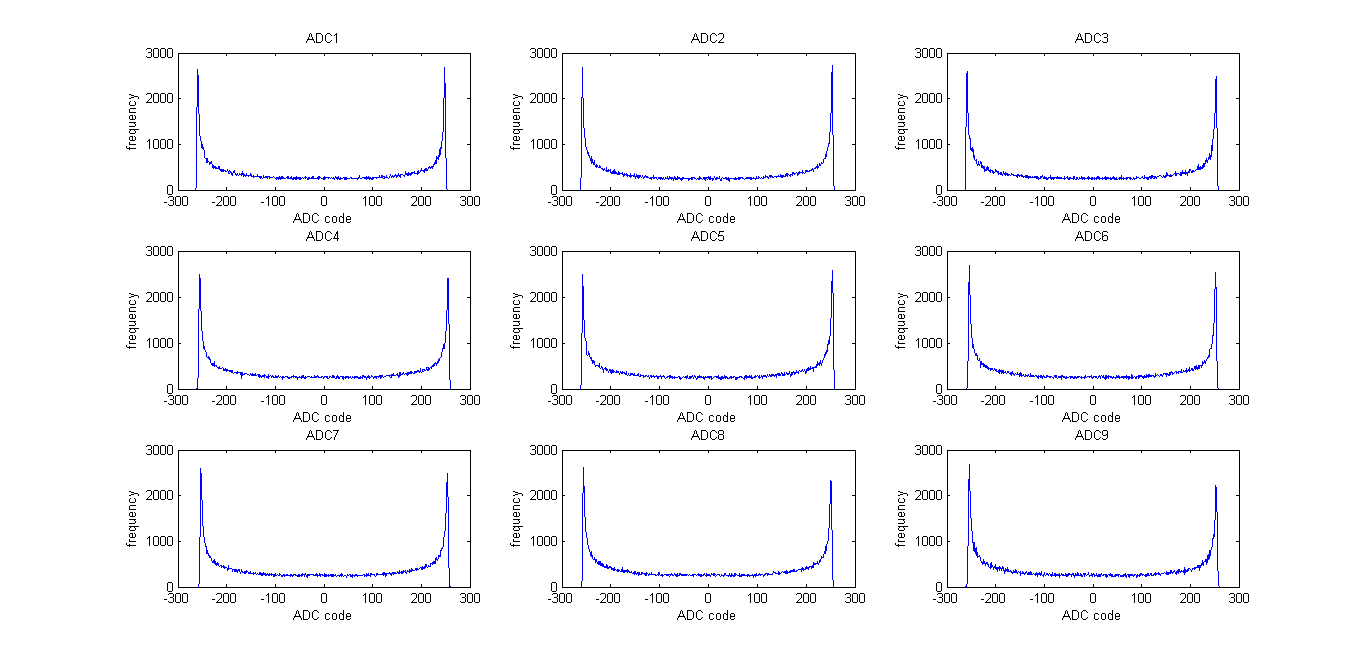 ADC1 ADC2 ADC3
3000 3000 3000
2000 2000 2000
frequency frequency frequency
1000 1000 1000
0 0 0
-300 -200 -100 0 100 200 300 -300 -200 -100 0 100 200 300 -300 -200 -100 0 100 200 300
ADC code ADC code ADC code
ADC4 ADC5 ADC6
3000 3000 3000
2000 2000 2000
frequency frequency frequency
1000 1000 1000
0 0 0
-300 -200 -100 0 100 200 300 -300 -200 -100 0 100 200 300 -300 -200 -100 0 100 200 300
ADC code ADC code ADC code
ADC7 ADC8 ADC9
3000 3000 3000
2000 2000 2000
frequency frequency frequency
1000 1000 1000
0 0 0
-300 -200 -100 0 100 200 300 -300 -200 -100 0 100 200 300 -300 -200 -100 0 100 200 300
ADC code ADC code ADC code